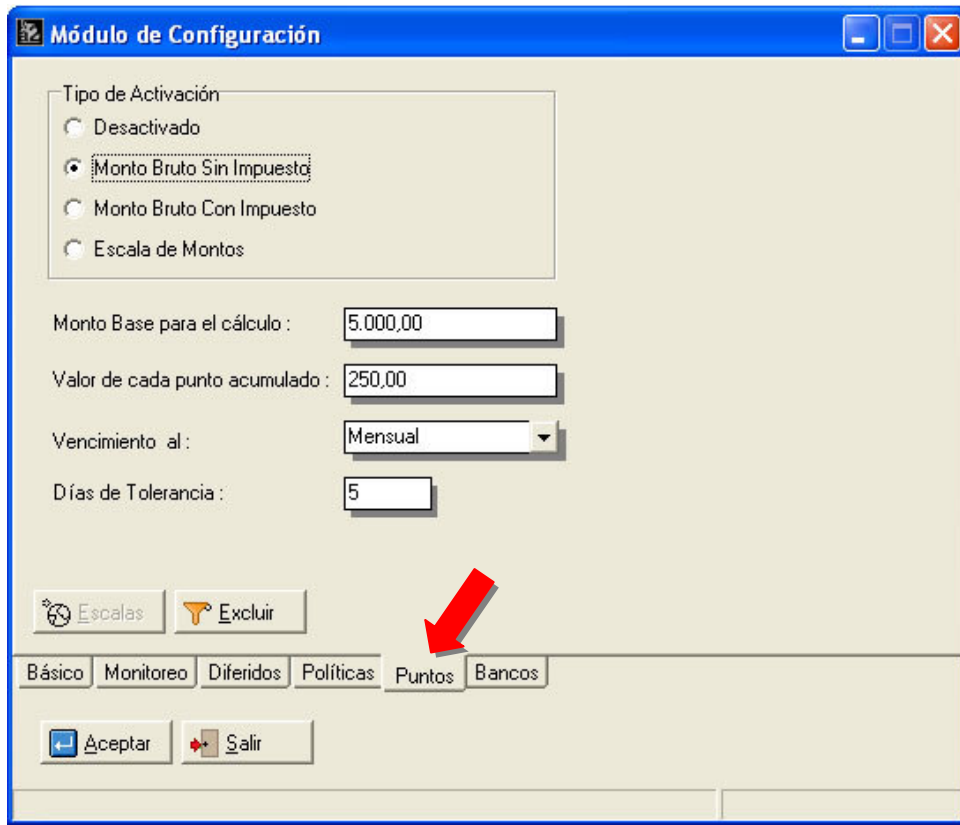 Módulo de Configuración
Tipo de Activación
Desactivado
Monto Bruto Sin Impuesto
Monto Bruto Con Impuesto
Escala de Montos
Monto Base para el cálculo : 5.000,00
Valor de cada punto acumulado : 250,00
Vencimiento al : Mensual
Días de Tolerancia : 5
Escalas Excluir
Básico Monitoreo Diferidos Políticas Puntos Bancos
Aceptar Salir